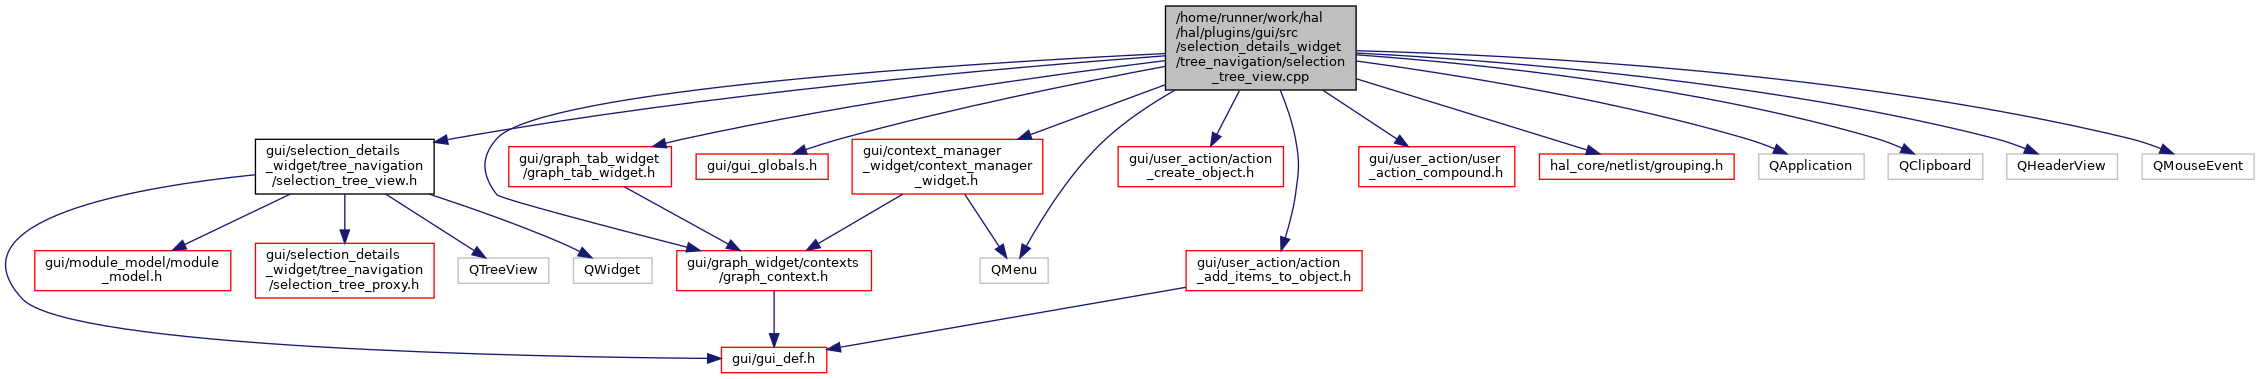 /home/runner/work/hal
/hal/plugins/gui/src
/selection_details_widget
/tree_navigation/selection
_tree_view.cpp
gui/selection_details
_widget/tree_navigation
/selection_tree_view.h
gui/graph_tab_widget
/graph_tab_widget.h
gui/gui_globals.h
gui/context_manager
_widget/context_manager
_widget.h
gui/user_action/action
_create_object.h
gui/user_action/user
_action_compound.h
hal_core/netlist/grouping.h
QApplication
QClipboard
QHeaderView
QMouseEvent
gui/module_model/module
_model.h
gui/selection_details
_widget/tree_navigation
/selection_tree_proxy.h
QTreeView
QWidget
gui/graph_widget/contexts
/graph_context.h
QMenu
gui/user_action/action
_add_items_to_object.h
gui/gui_def.h